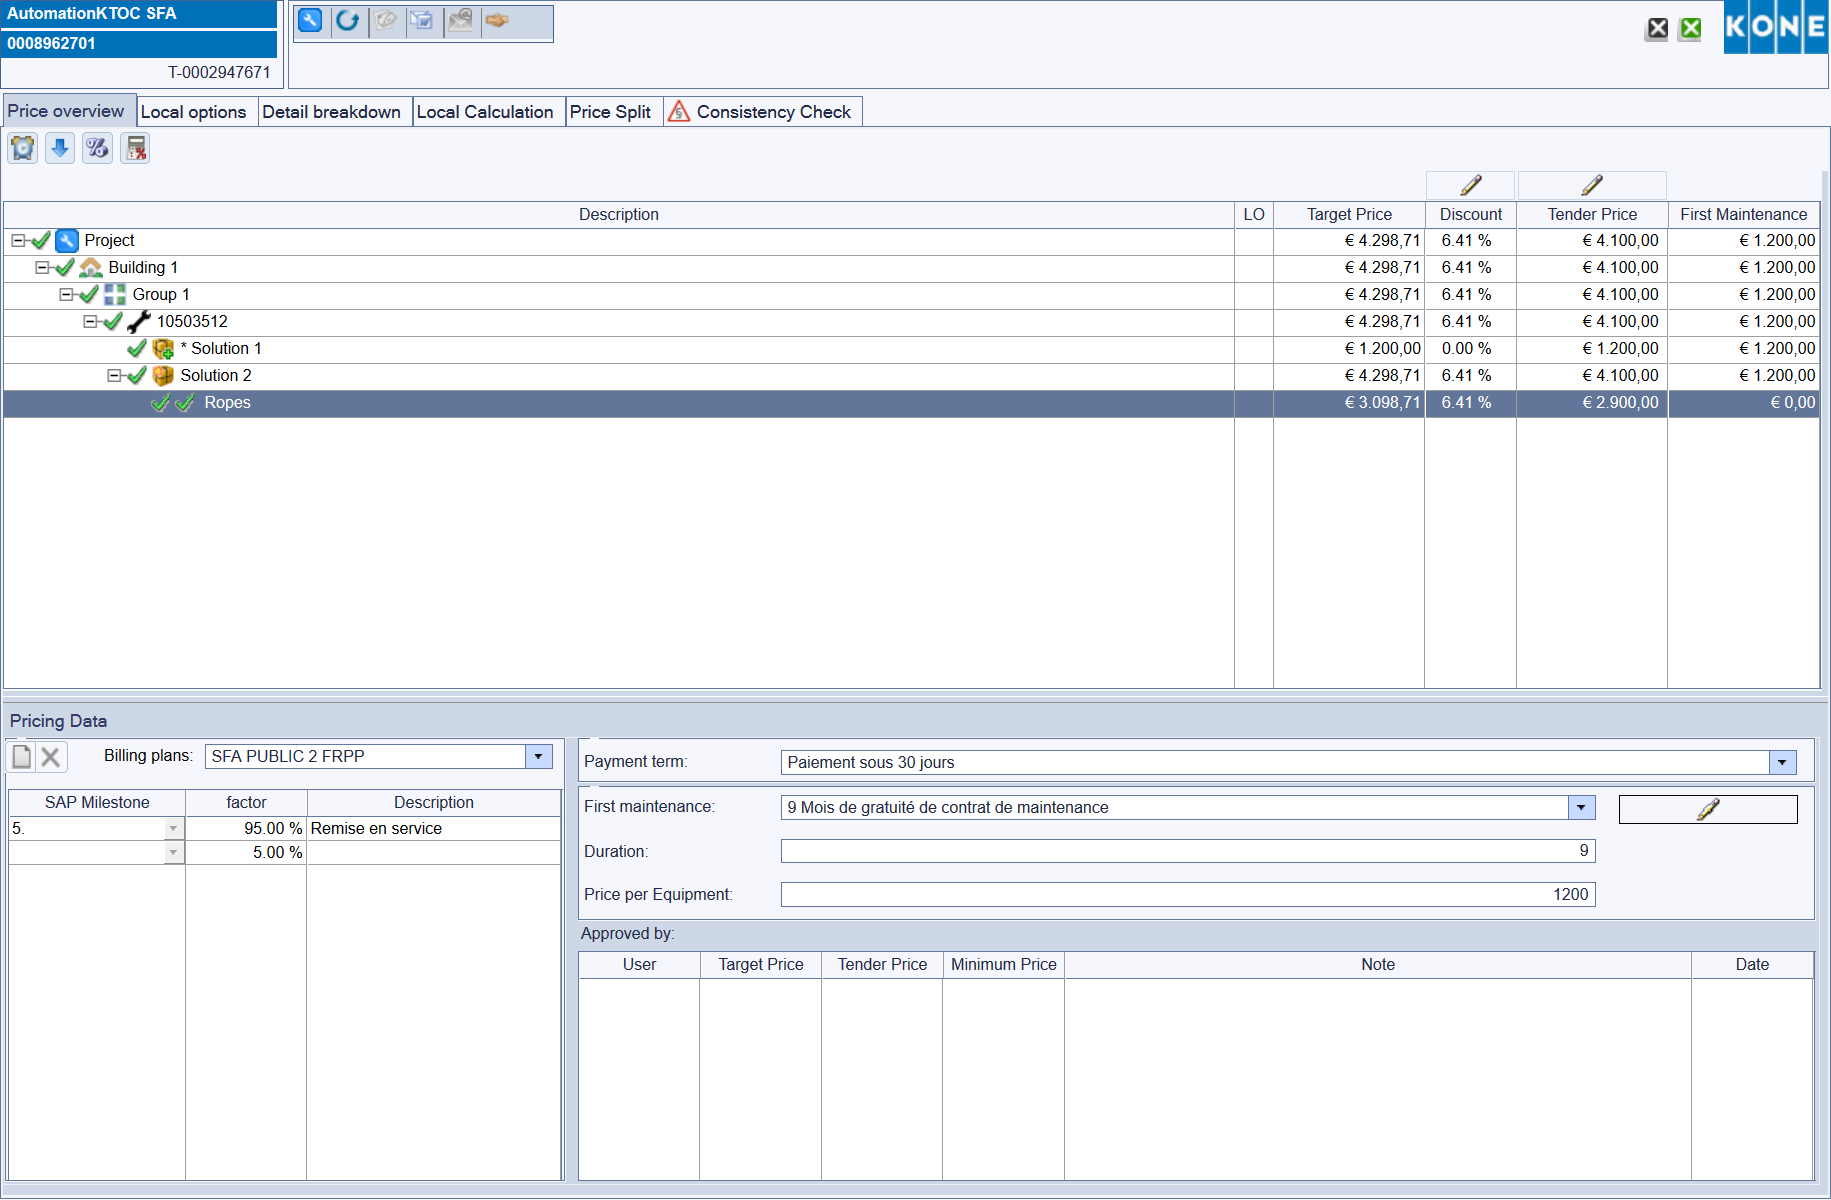 AutomationKTOC SFA
0008962701
T-0002947671
KONE
Price overview Local options Detail breakdown Local Calculation Price Split Consistency Check
Description LO Target Price Discount Tender Price First Maintenance
Project € 4.298,71 6.41 % € 4.100,00 € 1.200,00
Building 1 € 4.298,71 6.41 % € 4.100,00 € 1.200,00
Group 1 € 4.298,71 6.41 % € 4.100,00 € 1.200,00
10503512 € 4.298,71 6.41 % € 4.100,00 € 1.200,00
* Solution 1 € 1.200,00 0.00 % € 1.200,00 € 1.200,00
Solution 2 € 4.298,71 6.41 % € 4.100,00 € 1.200,00
Ropes € 3.098,71 6.41 % € 2.900,00 € 0,00
Pricing Data
Billing plans: SFA PUBLIC 2 FRPP
SAP Milestone factor Description
5. 95.00 % Remise en service
5.00 %
Payment term: Paiement sous 30 jours
First maintenance: 9 Mois de gratuité de contrat de maintenance
Duration: 9
Price per Equipment: 1200
Approved by:
User Target Price Tender Price Minimum Price Note Date